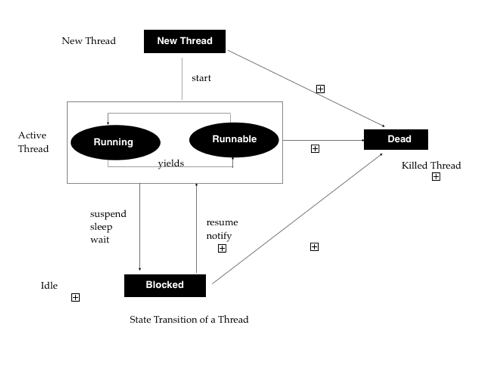 New Thread
New Thread
start
Active
Thread
Running
Runnable
yields
Dead
Killed Thread
suspend
sleep
wait
resume
notify
Idle
Blocked
State Transition of a Thread